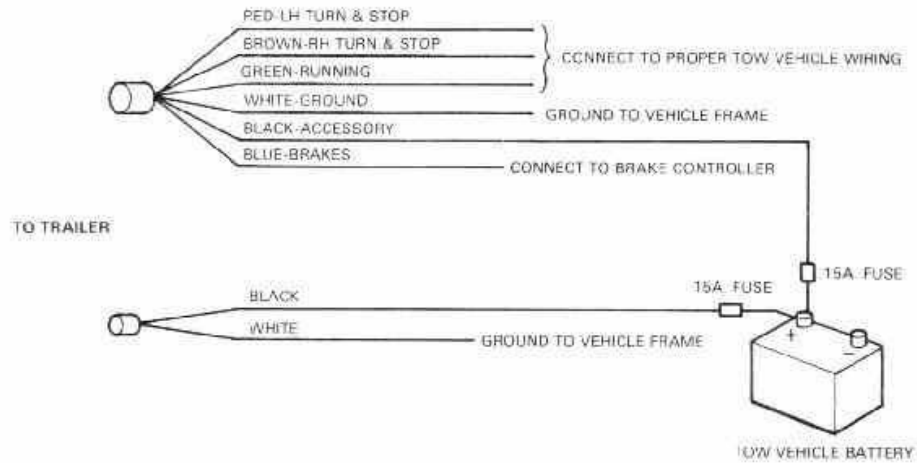 RED-LH TURN & STOP
BROWN-RH TURN & STOP
CONNECT TO PROPER TOW VEHICLE WIRING
GREEN-RUNNING
WHITE-GROUND
GROUND TO VEHICLE FRAME
BLACK-ACCESSORY
BLUE-BRAKES
CONNECT TO BRAKE CONTROLLER
TO TRAILER
15A. FUSE
15A. FUSE
BLACK
WHITE
GROUND TO VEHICLE FRAME
+
−
TOW VEHICLE BATTERY